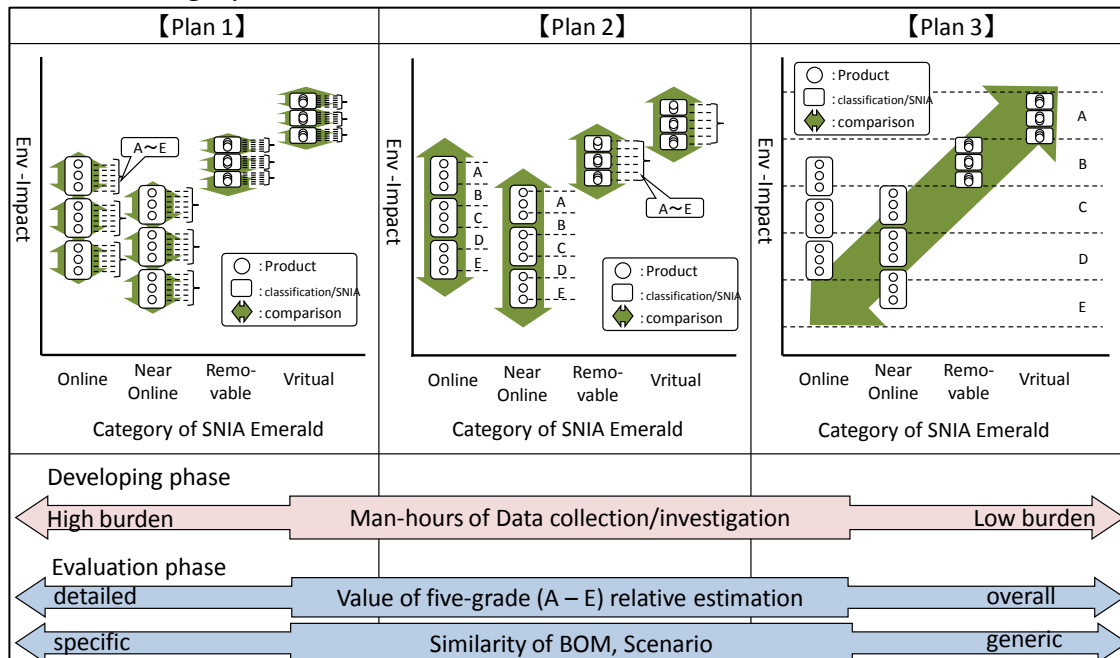 【Plan 1】
Env -Impact
A～E
: Product
: classification/SNIA
: comparison
Online
Near
Online
Remo-
vable
Vritual
Category of SNIA Emerald
【Plan 2】
Env -Impact
A
B
C
D
E
A
B
C
D
E
A～E
: Product
: classification/SNIA
: comparison
Online
Near
Online
Remo-
vable
Vritual
Category of SNIA Emerald
【Plan 3】
Env -Impact
: Product
: classification/SNIA
: comparison
A
B
C
D
E
Online
Near
Online
Remo-
vable
Vritual
Category of SNIA Emerald
Developing phase
High burden Man-hours of Data collection/investigation Low burden
Evaluation phase
detailed Value of five-grade (A – E) relative estimation overall
specific Similarity of BOM, Scenario generic